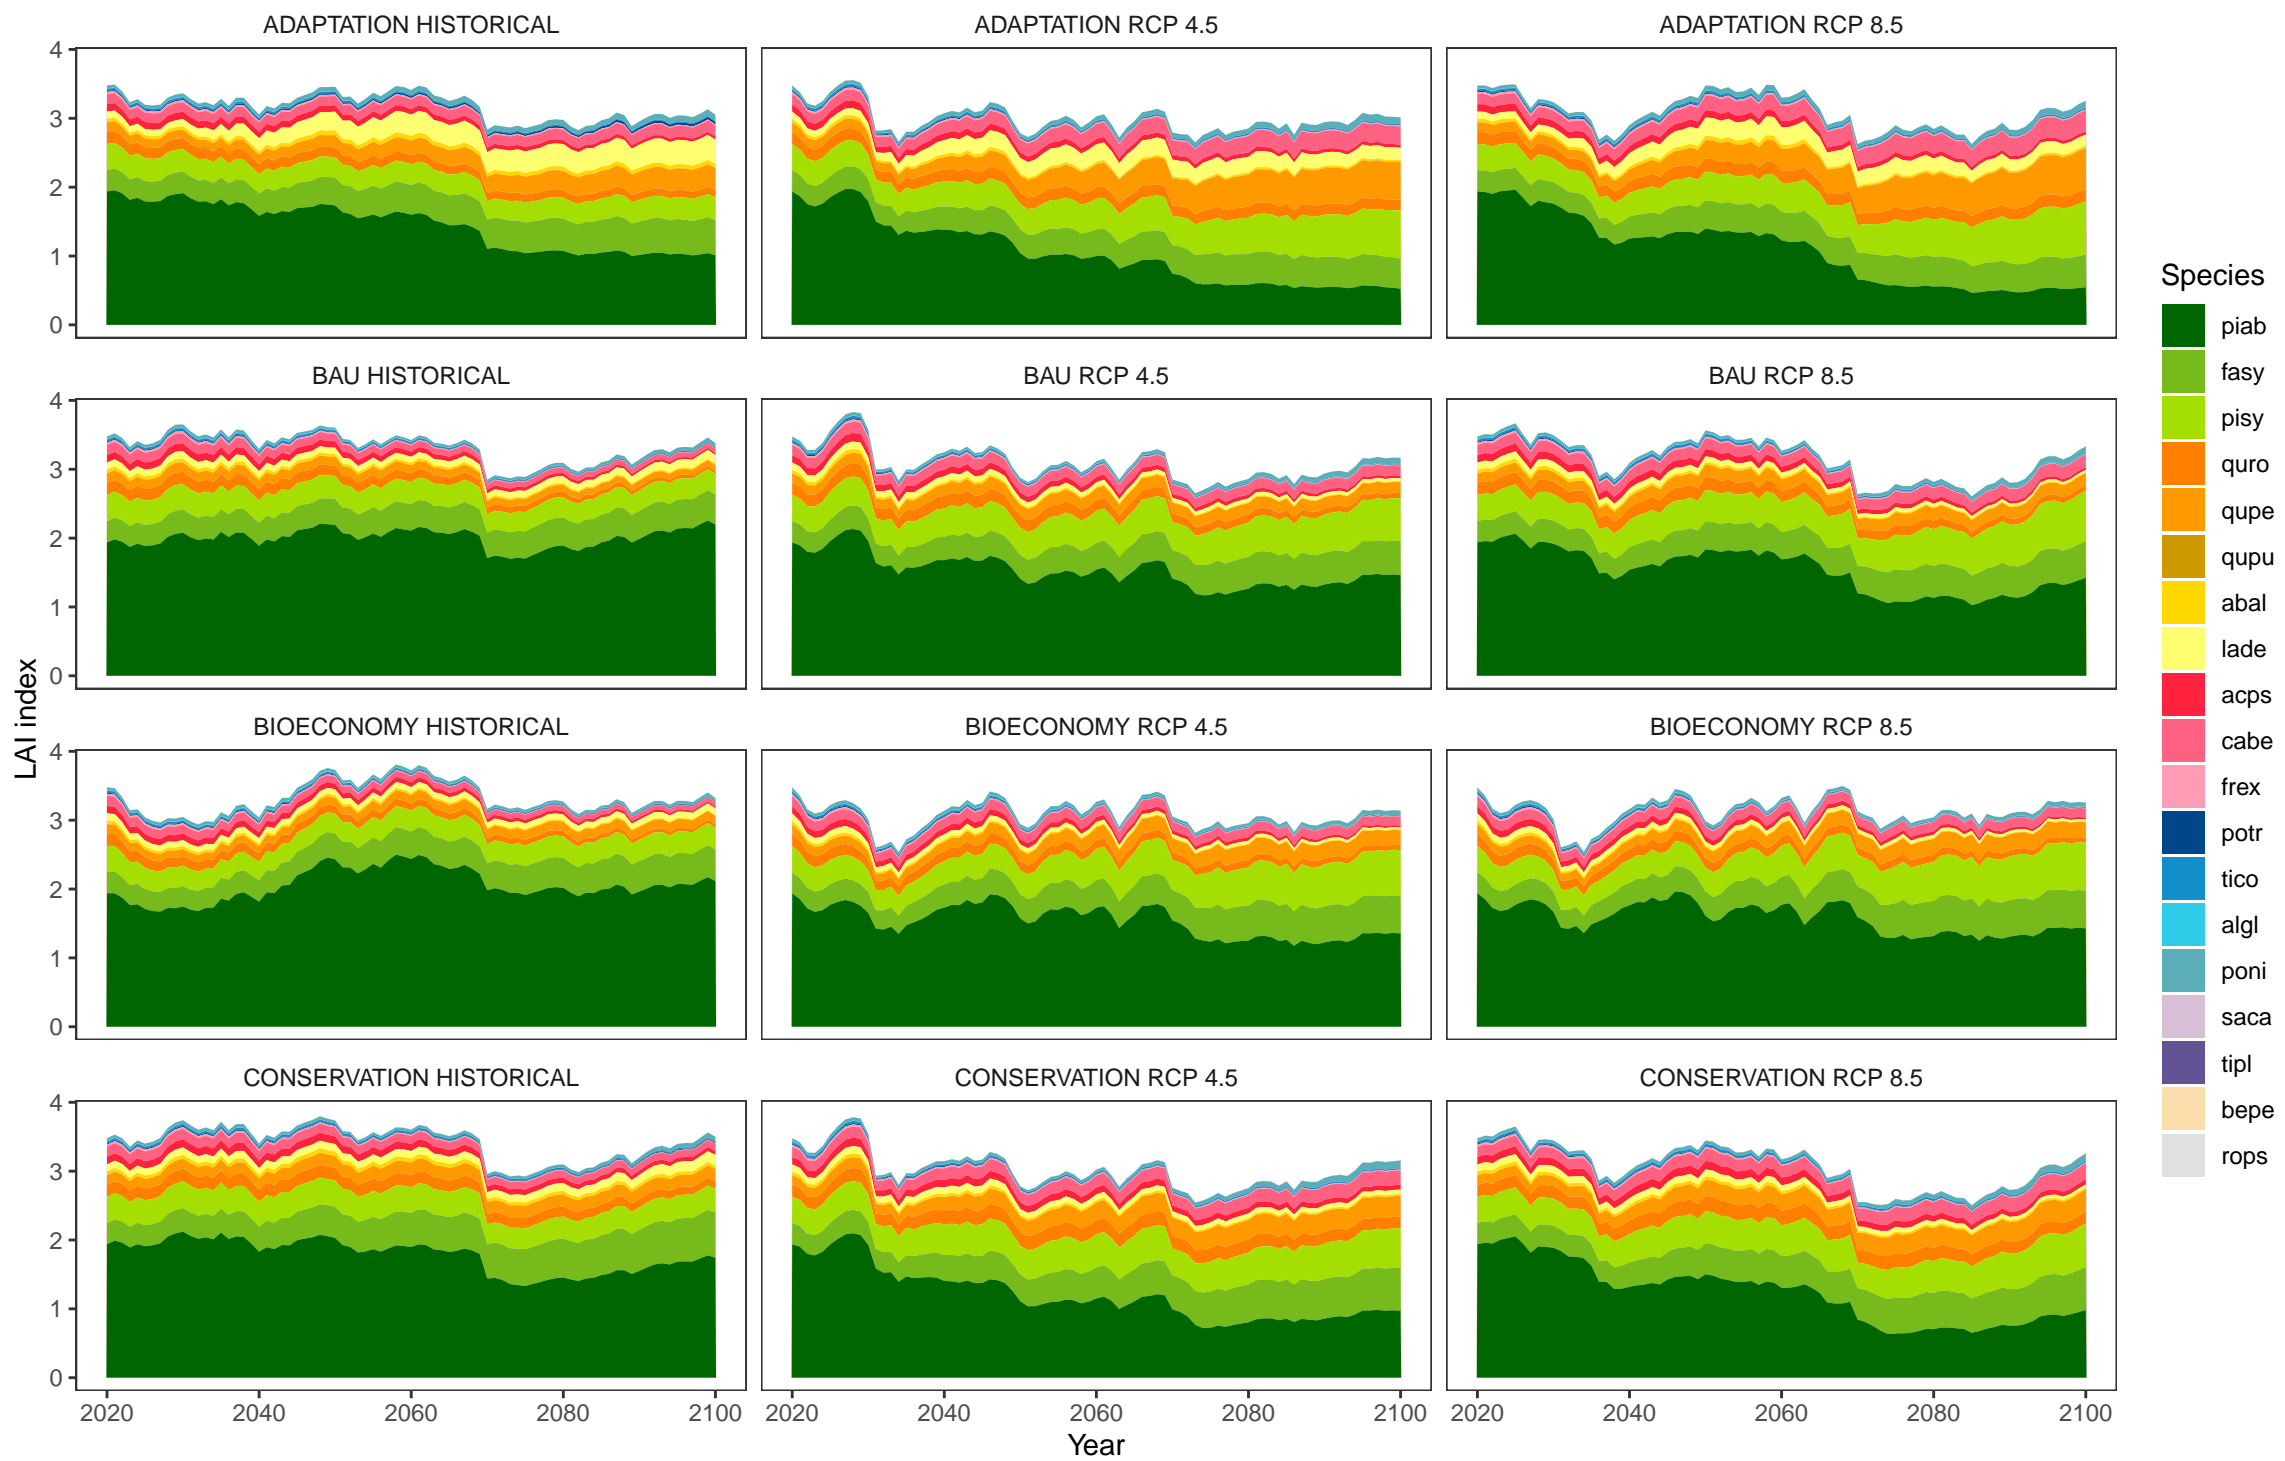 ADAPTATION HISTORICAL
ADAPTATION RCP 4.5
ADAPTATION RCP 8.5
4
3
2
1
0
BAU HISTORICAL
BAU RCP 4.5
BAU RCP 8.5
4
3
2
1
0
BIOECONOMY HISTORICAL
BIOECONOMY RCP 4.5
BIOECONOMY RCP 8.5
4
3
2
1
0
CONSERVATION HISTORICAL
CONSERVATION RCP 4.5
CONSERVATION RCP 8.5
4
3
2
1
0
2020 2040 2060 2080 2100
2020 2040 2060 2080 2100
2020 2040 2060 2080 2100
Year
LAI index
Species
piab
fasy
pisy
quro
qupe
qupu
abal
lade
acps
cabe
frex
potr
tico
algl
poni
saca
tipl
bepe
rops